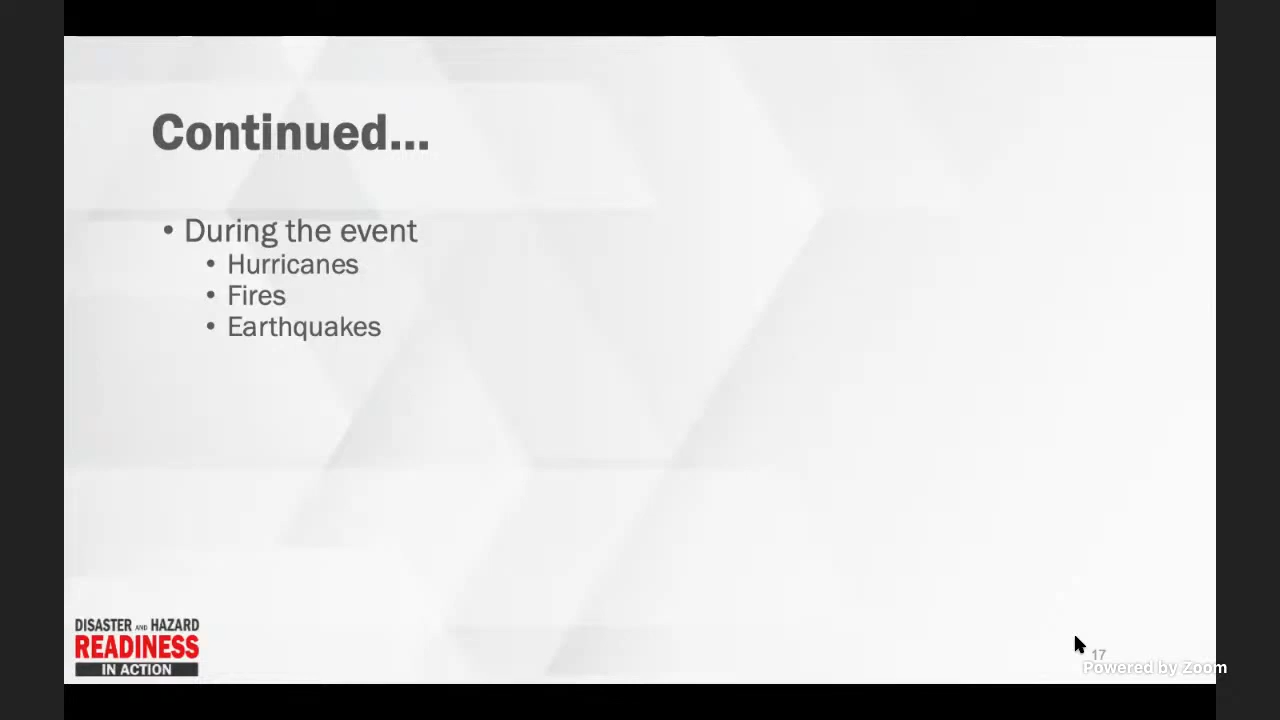 Continued...
• During the event
• Hurricanes
• Fires
• Earthquakes
DISASTER AND HAZARD
READINESS
IN ACTION
17
Powered by Zoom